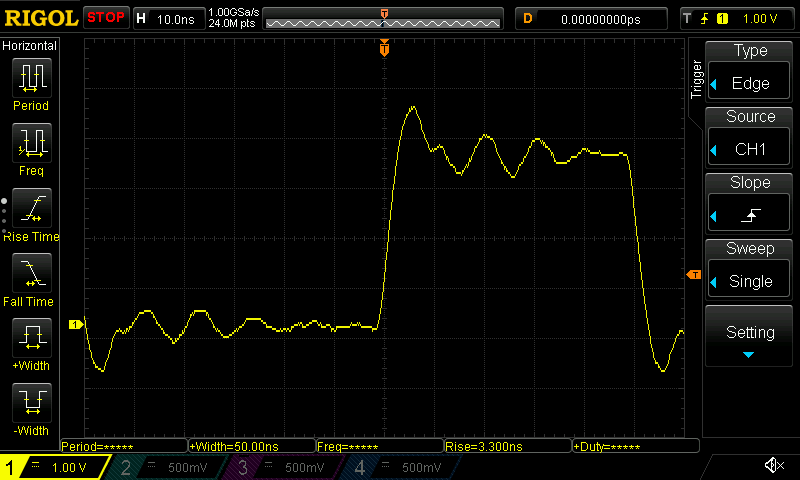 RIGOL STOP H 10.0ns 1.00GSa/s 24.0M pts T D 0.00000000ps T 1 1.00 V
Horizontal
Period
Freq
Rise Time
Fall Time
+Width
-Width
T
1
T
Trigger
Type
Edge
Source
CH1
Slope
Sweep
Single
Setting
Period=***** +Width=50.00ns Freq=***** Rise=3.300ns +Duty=*****
1 1.00 V 2 500mV 3 500mV 4 500mV